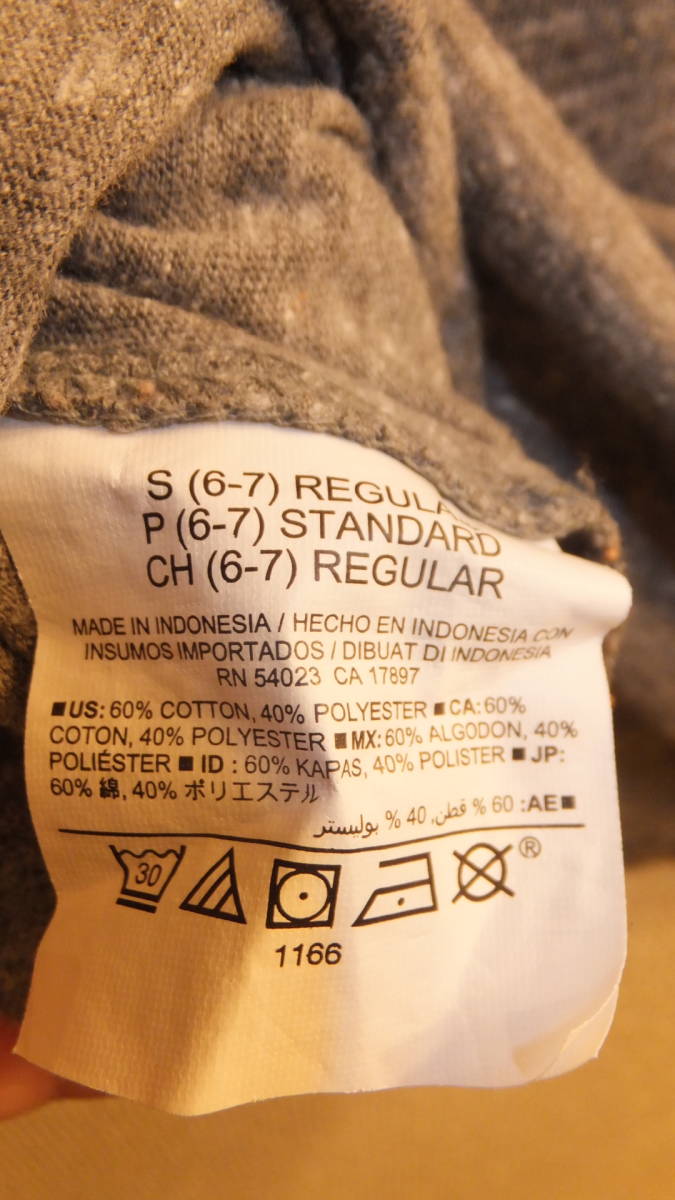 S (6-7) REGULA
P (6-7) STANDARD
CH (6-7) REGULAR
MADE IN INDONESIA / HECHO EN INDONESIA CON
INSUMOS IMPORTADOS / DIBUAT DI INDONESIA
RN 54023 CA 17897
■US: 60% COTTON, 40% POLYESTER ■CA: 60%
COTON, 40% POLYESTER ■MX: 60% ALGODON, 40%
POLIÉSTER ■ ID : 60% KAPAS, 40% POLISTER ■ JP:
60% 綿, 40% ポリエステル
■AE: 60 % قطن, 40 % بوليستر
30 ®
1166